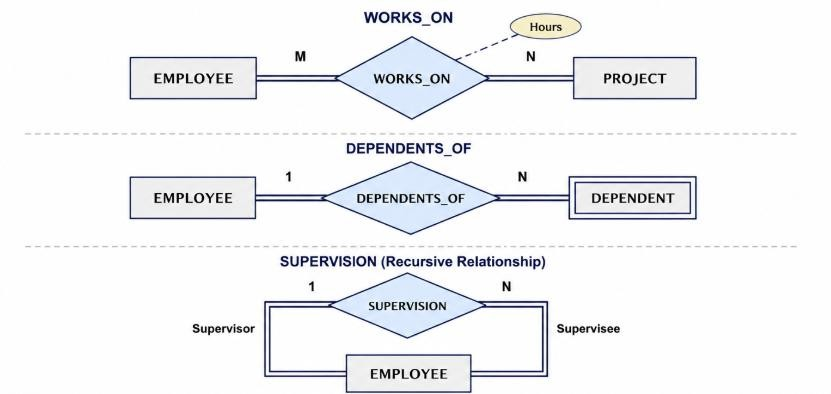 WORKS_ON
Hours
M
N
EMPLOYEE
WORKS_ON
PROJECT
DEPENDENTS_OF
1
N
EMPLOYEE
DEPENDENTS_OF
DEPENDENT
SUPERVISION (Recursive Relationship)
1
N
SUPERVISION
Supervisor
Supervisee
EMPLOYEE